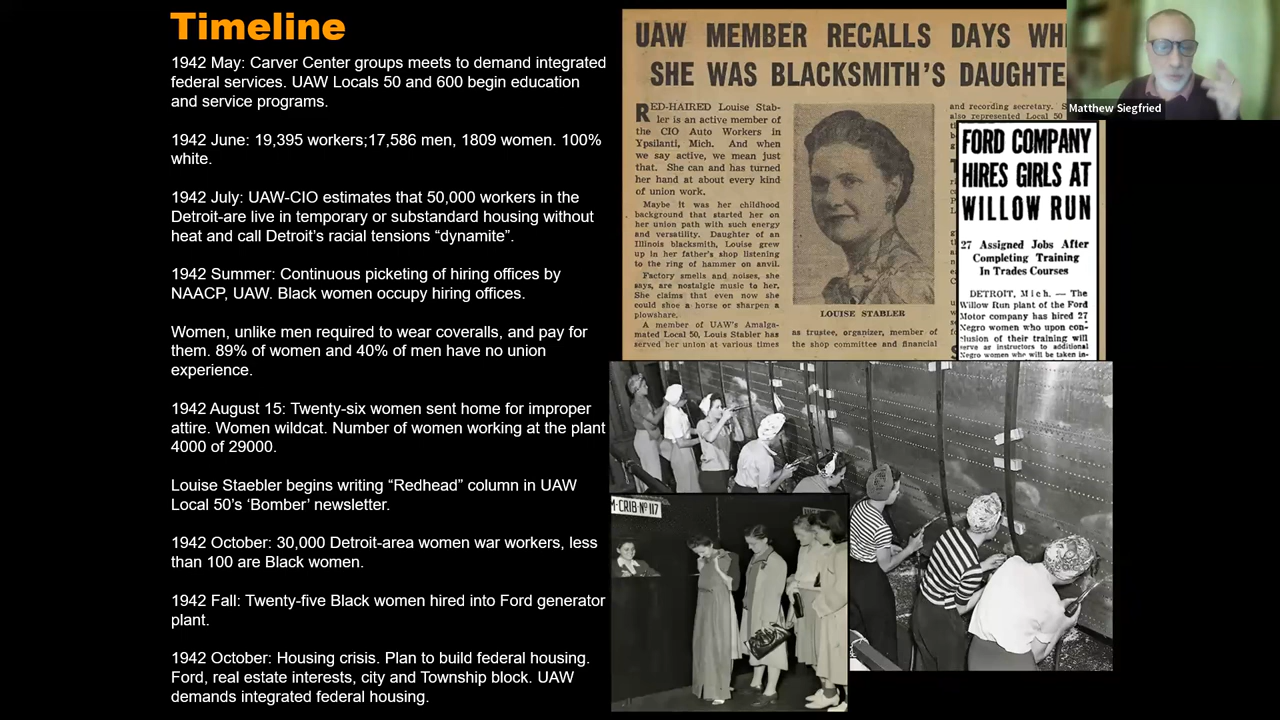 Timeline
1942 May: Carver Center groups meets to demand integrated
federal services. UAW Locals 50 and 600 begin education
and service programs.
1942 June: 19,395 workers;17,586 men, 1809 women. 100%
white.
1942 July: UAW-CIO estimates that 50,000 workers in the
Detroit-are live in temporary or substandard housing without
heat and call Detroit's racial tensions “dynamite”.
1942 Summer: Continuous picketing of hiring offices by
NAACP, UAW. Black women occupy hiring offices.
Women, unlike men required to wear coveralls, and pay for
them. 89% of women and 40% of men have no union
experience.
1942 August 15: Twenty-six women sent home for improper
attire. Women wildcat. Number of women working at the plant
4000 of 29000.
Louise Staebler begins writing “Redhead” column in UAW
Local 50's ‘Bomber’ newsletter.
1942 October: 30,000 Detroit-area women war workers, less
than 100 are Black women.
1942 Fall: Twenty-five Black women hired into Ford generator
plant.
1942 October: Housing crisis. Plan to build federal housing.
Ford, real estate interests, city and Township block. UAW
demands integrated federal housing.
UAW MEMBER RECALLS DAYS WH
SHE WAS BLACKSMITH'S DAUGHTE
RED-HAIRED Louise Stab-
ler is an active member of
the CIO Auto Workers in
Ypsilanti, Mich. And when
we say active, we mean just
that. She can and has turned
her hand at about every kind
of union work.
Maybe it was her childhood
background that started her on
her union path with such energy
and versatility. Daughter of an
Illinois blacksmith, Louise grew
up in her father's shop listening
to the ring of hammer on anvil.
Factory smells and noises, she
says, are nostalgic music to her.
She claims that even now she
could shoe a horse or sharpen a
plowshare.
A member of UAW's Amalga-
mated Local 50, Louis Stabler has
served her union at various times
LOUISE STABLER
as trustee, organizer, member of
the shop committee and financial
and recording secretary. S
also represented Local 50
FORD COMPANY
HIRES GIRLS AT
WILLOW RUN
27 Assigned Jobs After
Completing Training
In Trades Courses
DETROIT, Mich. — The
Willow Run plant of the Ford
Motor company has hired 27
Negro women who upon con-
clusion of their training will
serve as instructors to additional
Negro women who will be taken in-
M-CRIB-Nº 117
Matthew Siegfried